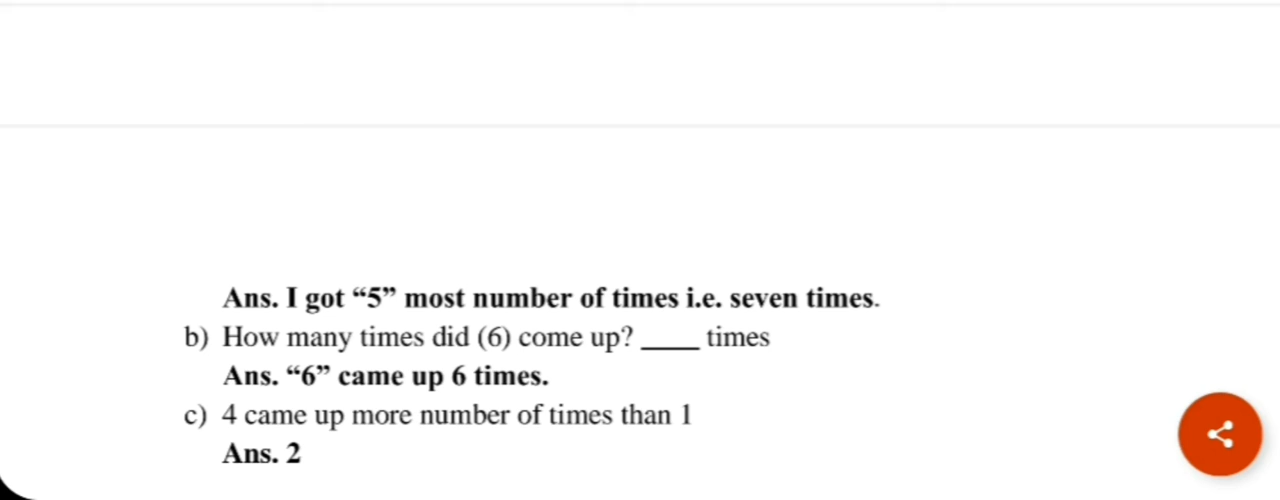 Ans. I got “5” most number of times i.e. seven times.
b) How many times did (6) come up? ____ times
Ans. “6” came up 6 times.
c) 4 came up more number of times than 1
Ans. 2